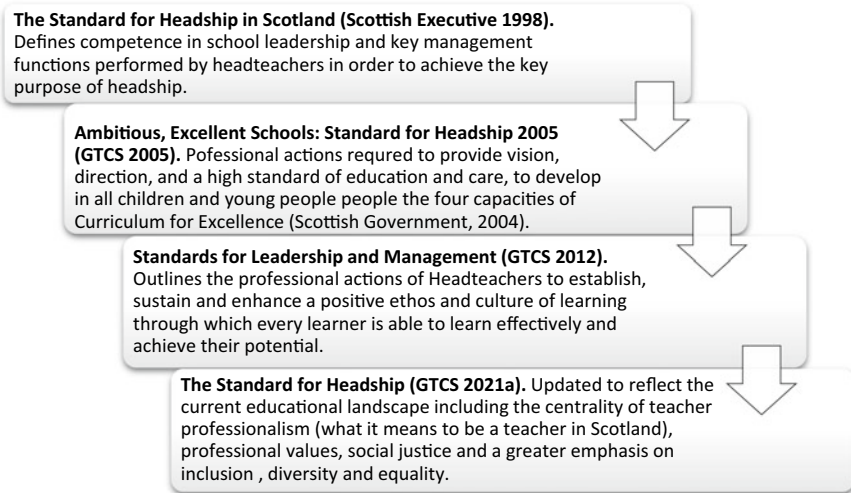 The Standard for Headship in Scotland (Scottish Executive 1998).
Defines competence in school leadership and key management
functions performed by headteachers in order to achieve the key
purpose of headship.
Ambitious, Excellent Schools: Standard for Headship 2005
(GTCS 2005). Pofessional actions requred to provide vision,
direction, and a high standard of education and care, to develop
in all children and young people people the four capacities of
Curriculum for Excellence (Scottish Government, 2004).
Standards for Leadership and Management (GTCS 2012).
Outlines the professional actions of Headteachers to establish,
sustain and enhance a positive ethos and culture of learning
through which every learner is able to learn effectively and
achieve their potential.
The Standard for Headship (GTCS 2021a). Updated to reflect the
current educational landscape including the centrality of teacher
professionalism (what it means to be a teacher in Scotland),
professional values, social justice and a greater emphasis on
inclusion , diversity and equality.